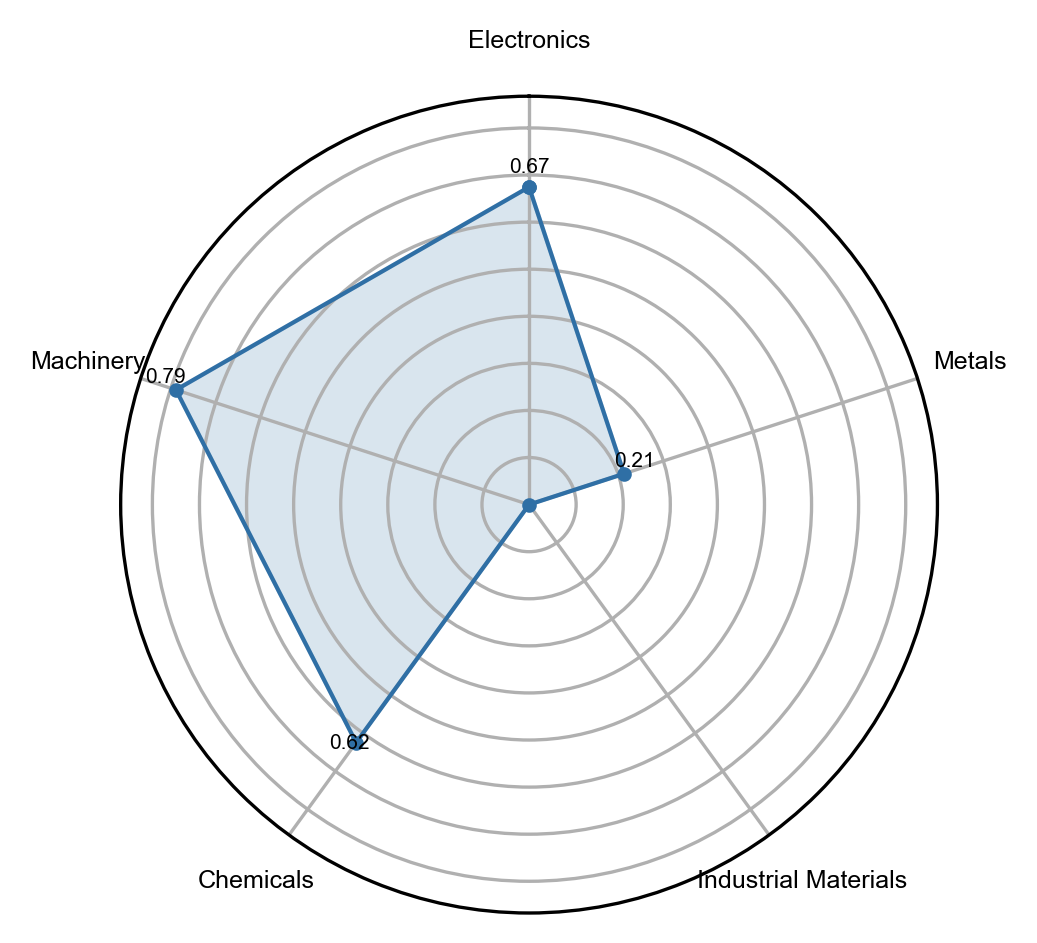 Electronics
0.67
Machinery
0.79
Metals
0.21
0.62
Chemicals
Industrial Materials